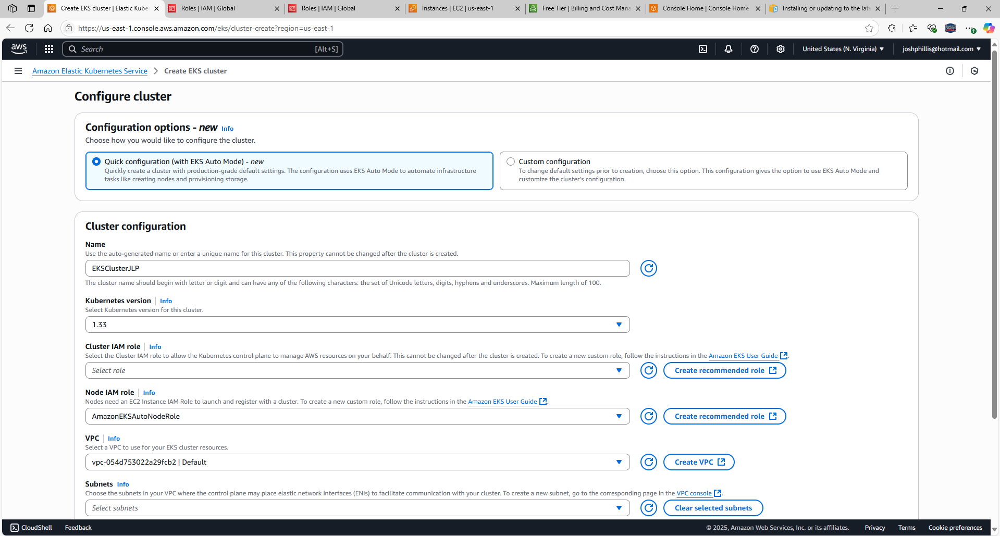 Create EKS cluster | Elastic Kuber
Roles | IAM | Global
Roles | IAM | Global
Instances | EC2 | us-east-1
Free Tier | Billing and Cost Mana
Console Home | Console Home
Installing or updating to the late
https://us-east-1.console.aws.amazon.com/eks/cluster-create?region=us-east-1
aws
Search
[Alt+S]
United States (N. Virginia)
joshphillis@hotmail.com
Amazon Elastic Kubernetes Service
Create EKS cluster
Configure cluster
Configuration options - new Info
Choose how you would like to configure the cluster.
Quick configuration (with EKS Auto Mode) - new
Quickly create a cluster with production-grade default settings. The configuration uses EKS Auto Mode to automate infrastructure
tasks like creating nodes and provisioning storage.
Custom configuration
To change default settings prior to creation, choose this option. This configuration gives the option to use EKS Auto Mode and
customize the cluster's configuration.
Cluster configuration
Name
Use the auto-generated name or enter a unique name for this cluster. This property cannot be changed after the cluster is created.
EKSClusterJLP
The cluster name should begin with letter or digit and can have any of the following characters: the set of Unicode letters, digits, hyphens and underscores. Maximum length of 100.
Kubernetes version Info
Select Kubernetes version for this cluster.
1.33
Cluster IAM role Info
Select the Cluster IAM role to allow the Kubernetes control plane to manage AWS resources on your behalf. This cannot be changed after the cluster is created. To create a new custom role, follow the instructions in the Amazon EKS User Guide.
Select role
Create recommended role
Node IAM role Info
Nodes need an EC2 Instance IAM Role to launch and register with a cluster. To create a new custom role, follow the instructions in the Amazon EKS User Guide.
AmazonEKSAutoNodeRole
Create recommended role
VPC Info
Select a VPC to use for your EKS cluster resources.
vpc-054d753022a29fcb2 | Default
Create VPC
Subnets Info
Choose the subnets in your VPC where the control plane may place elastic network interfaces (ENIs) to facilitate communication with your cluster. To create a new subnet, go to the corresponding page in the VPC console.
Select subnets
Clear selected subnets
CloudShell
Feedback
© 2025, Amazon Web Services, Inc. or its affiliates.
Privacy
Terms
Cookie preferences